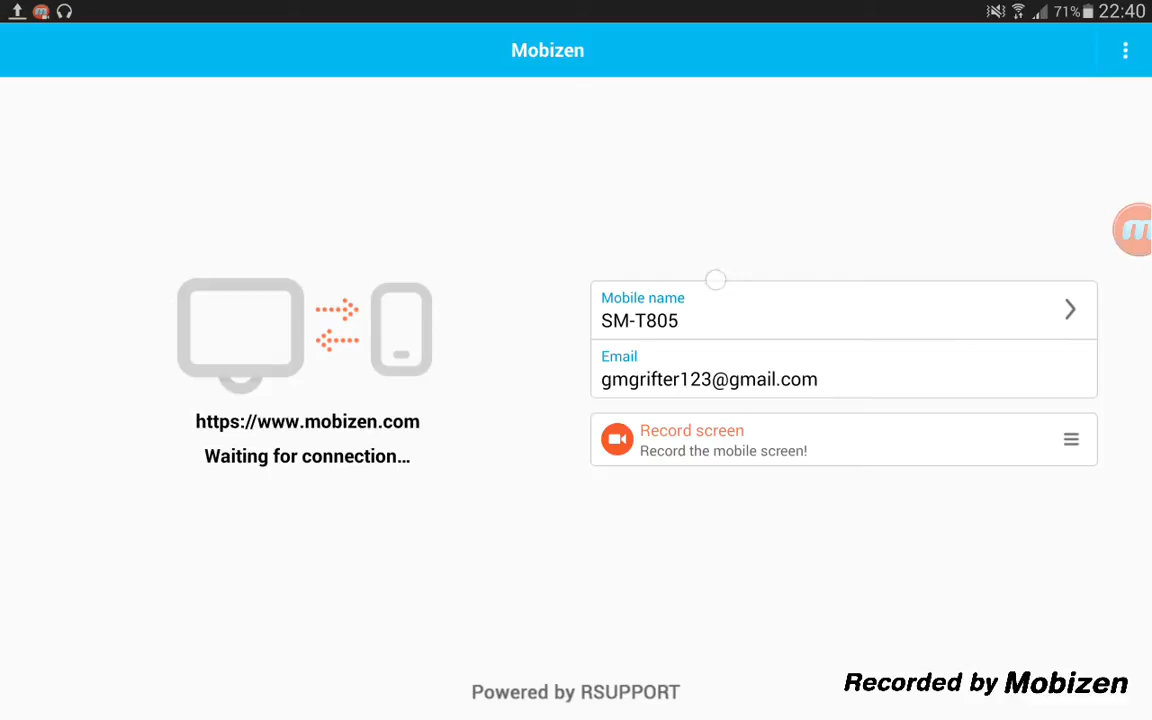 71% 22:40
Mobizen
Mobile name
SM-T805
Email
gmgrifter123@gmail.com
https://www.mobizen.com
Waiting for connection...
Record screen
Record the mobile screen!
Powered by RSUPPORT
Recorded by Mobizen